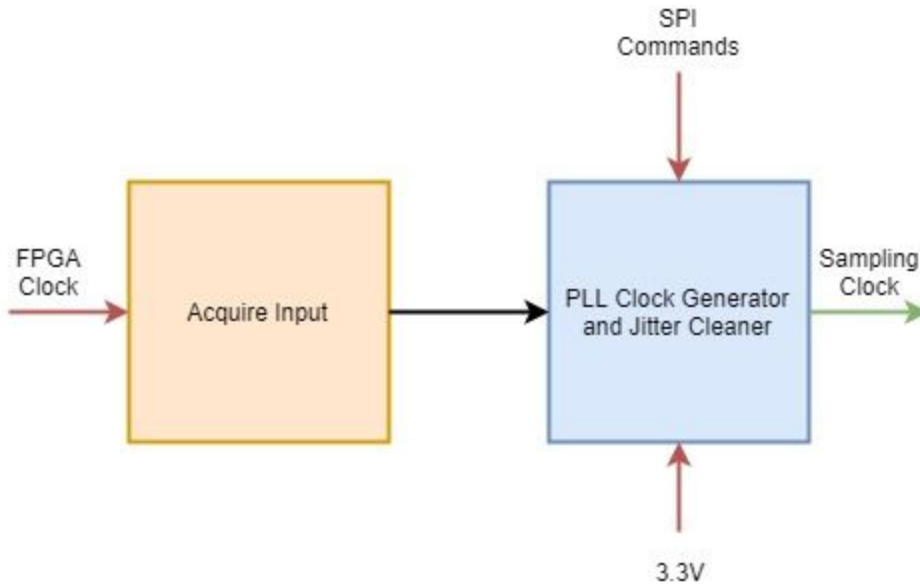 SPI
Commands
FPGA
Clock
Acquire Input
PLL Clock Generator
and Jitter Cleaner
Sampling
Clock
3.3V